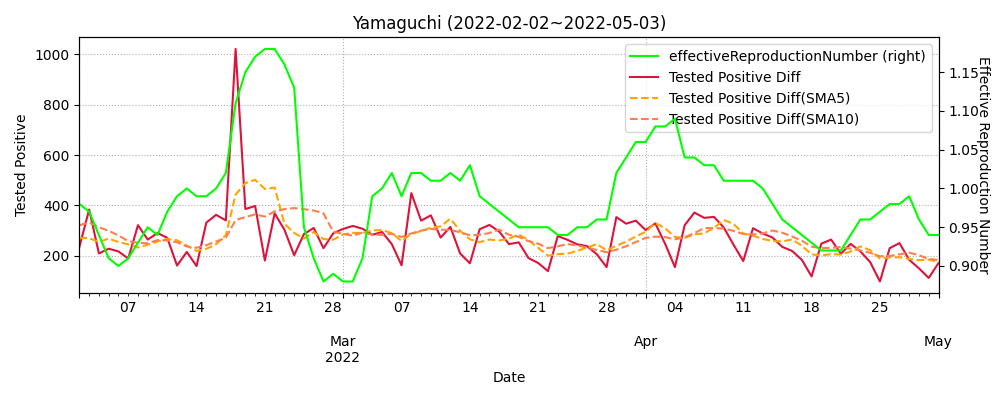 Yamaguchi (2022-02-02~2022-05-03)
effectiveReproductionNumber (right)
Tested Positive Diff
Tested Positive Diff(SMA5)
Tested Positive Diff(SMA10)
Tested Positive
1000
800
600
400
200
Effective Reproduction Number
1.15
1.10
1.05
1.00
0.95
0.90
07 14 21 28 07 14 21 28 04 11 18 25
Mar Apr May
2022
Date